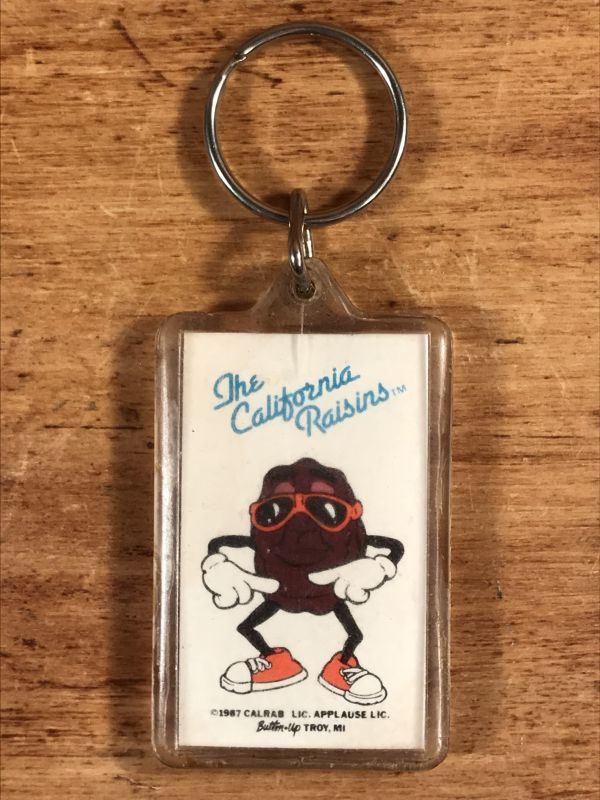 The
California
Raisins™
©1987 CALRAB LIC. APPLAUSE LIC.
Button-Up TROY, MI